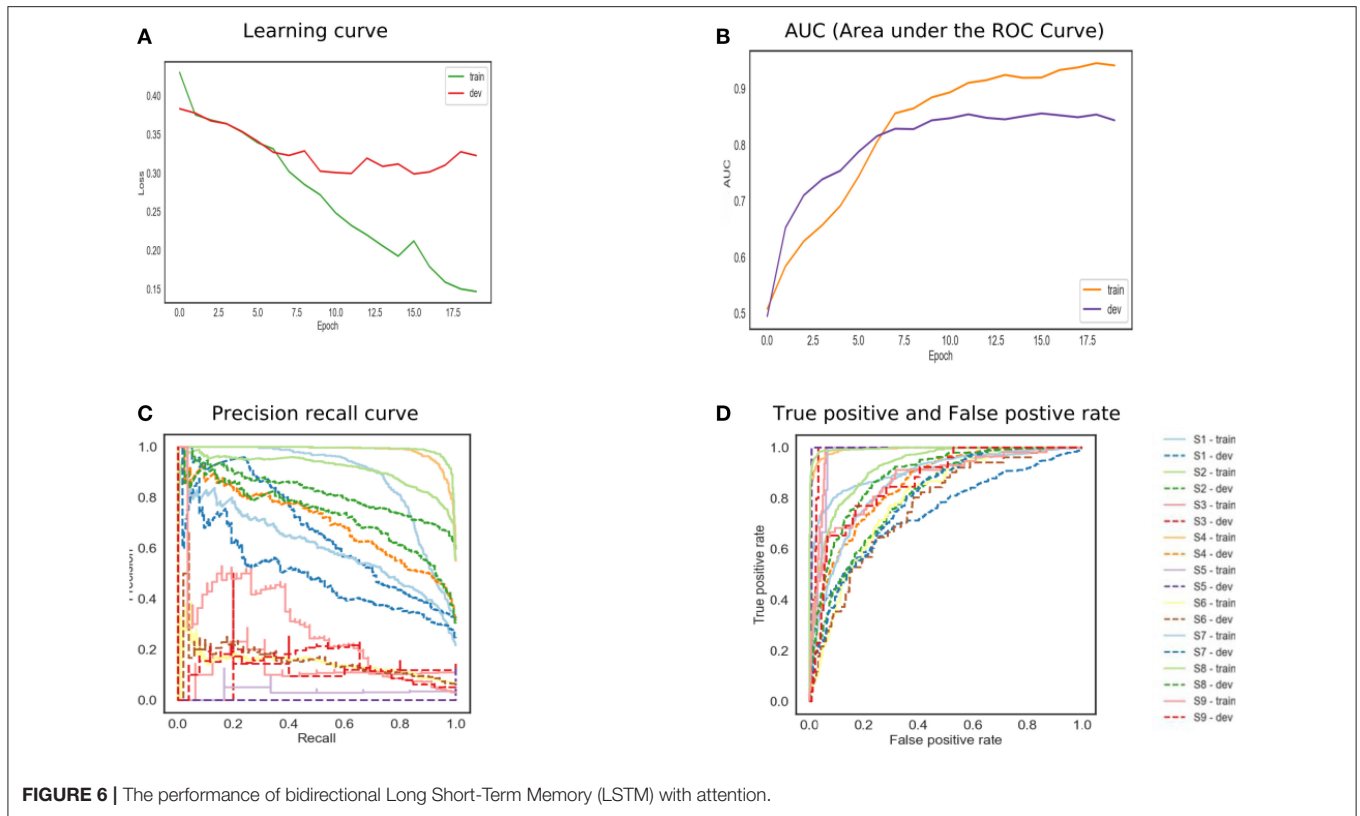 A
Learning curve
train
dev
0.40
0.35
0.30
0.25
0.20
0.15
Loss
0.0 2.5 5.0 7.5 10.0 12.5 15.0 17.5
Epoch
B
AUC (Area under the ROC Curve)
0.9
0.8
0.7
0.6
0.5
AUC
train
dev
0.0 2.5 5.0 7.5 10.0 12.5 15.0 17.5
Epoch
C
Precision recall curve
1.0
0.8
0.6
0.4
0.2
0.0
0.0 0.2 0.4 0.6 0.8 1.0
Recall
D
True positive and False postive rate
1.0
0.8
0.6
0.4
0.2
0.0
True positive rate
0.0 0.2 0.4 0.6 0.8 1.0
False positive rate
S1 - train
S1 - dev
S2 - train
S2 - dev
S3 - train
S3 - dev
S4 - train
S4 - dev
S5 - train
S5 - dev
S6 - train
S6 - dev
S7 - train
S7 - dev
S8 - train
S8 - dev
S9 - train
S9 - dev
FIGURE 6 | The performance of bidirectional Long Short-Term Memory (LSTM) with attention.